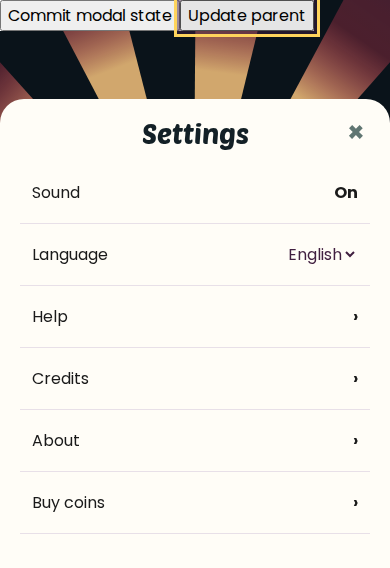 Commit modal state Update parent
Settings ✖
Sound On
Language English
Help ›
Credits ›
About ›
Buy coins ›